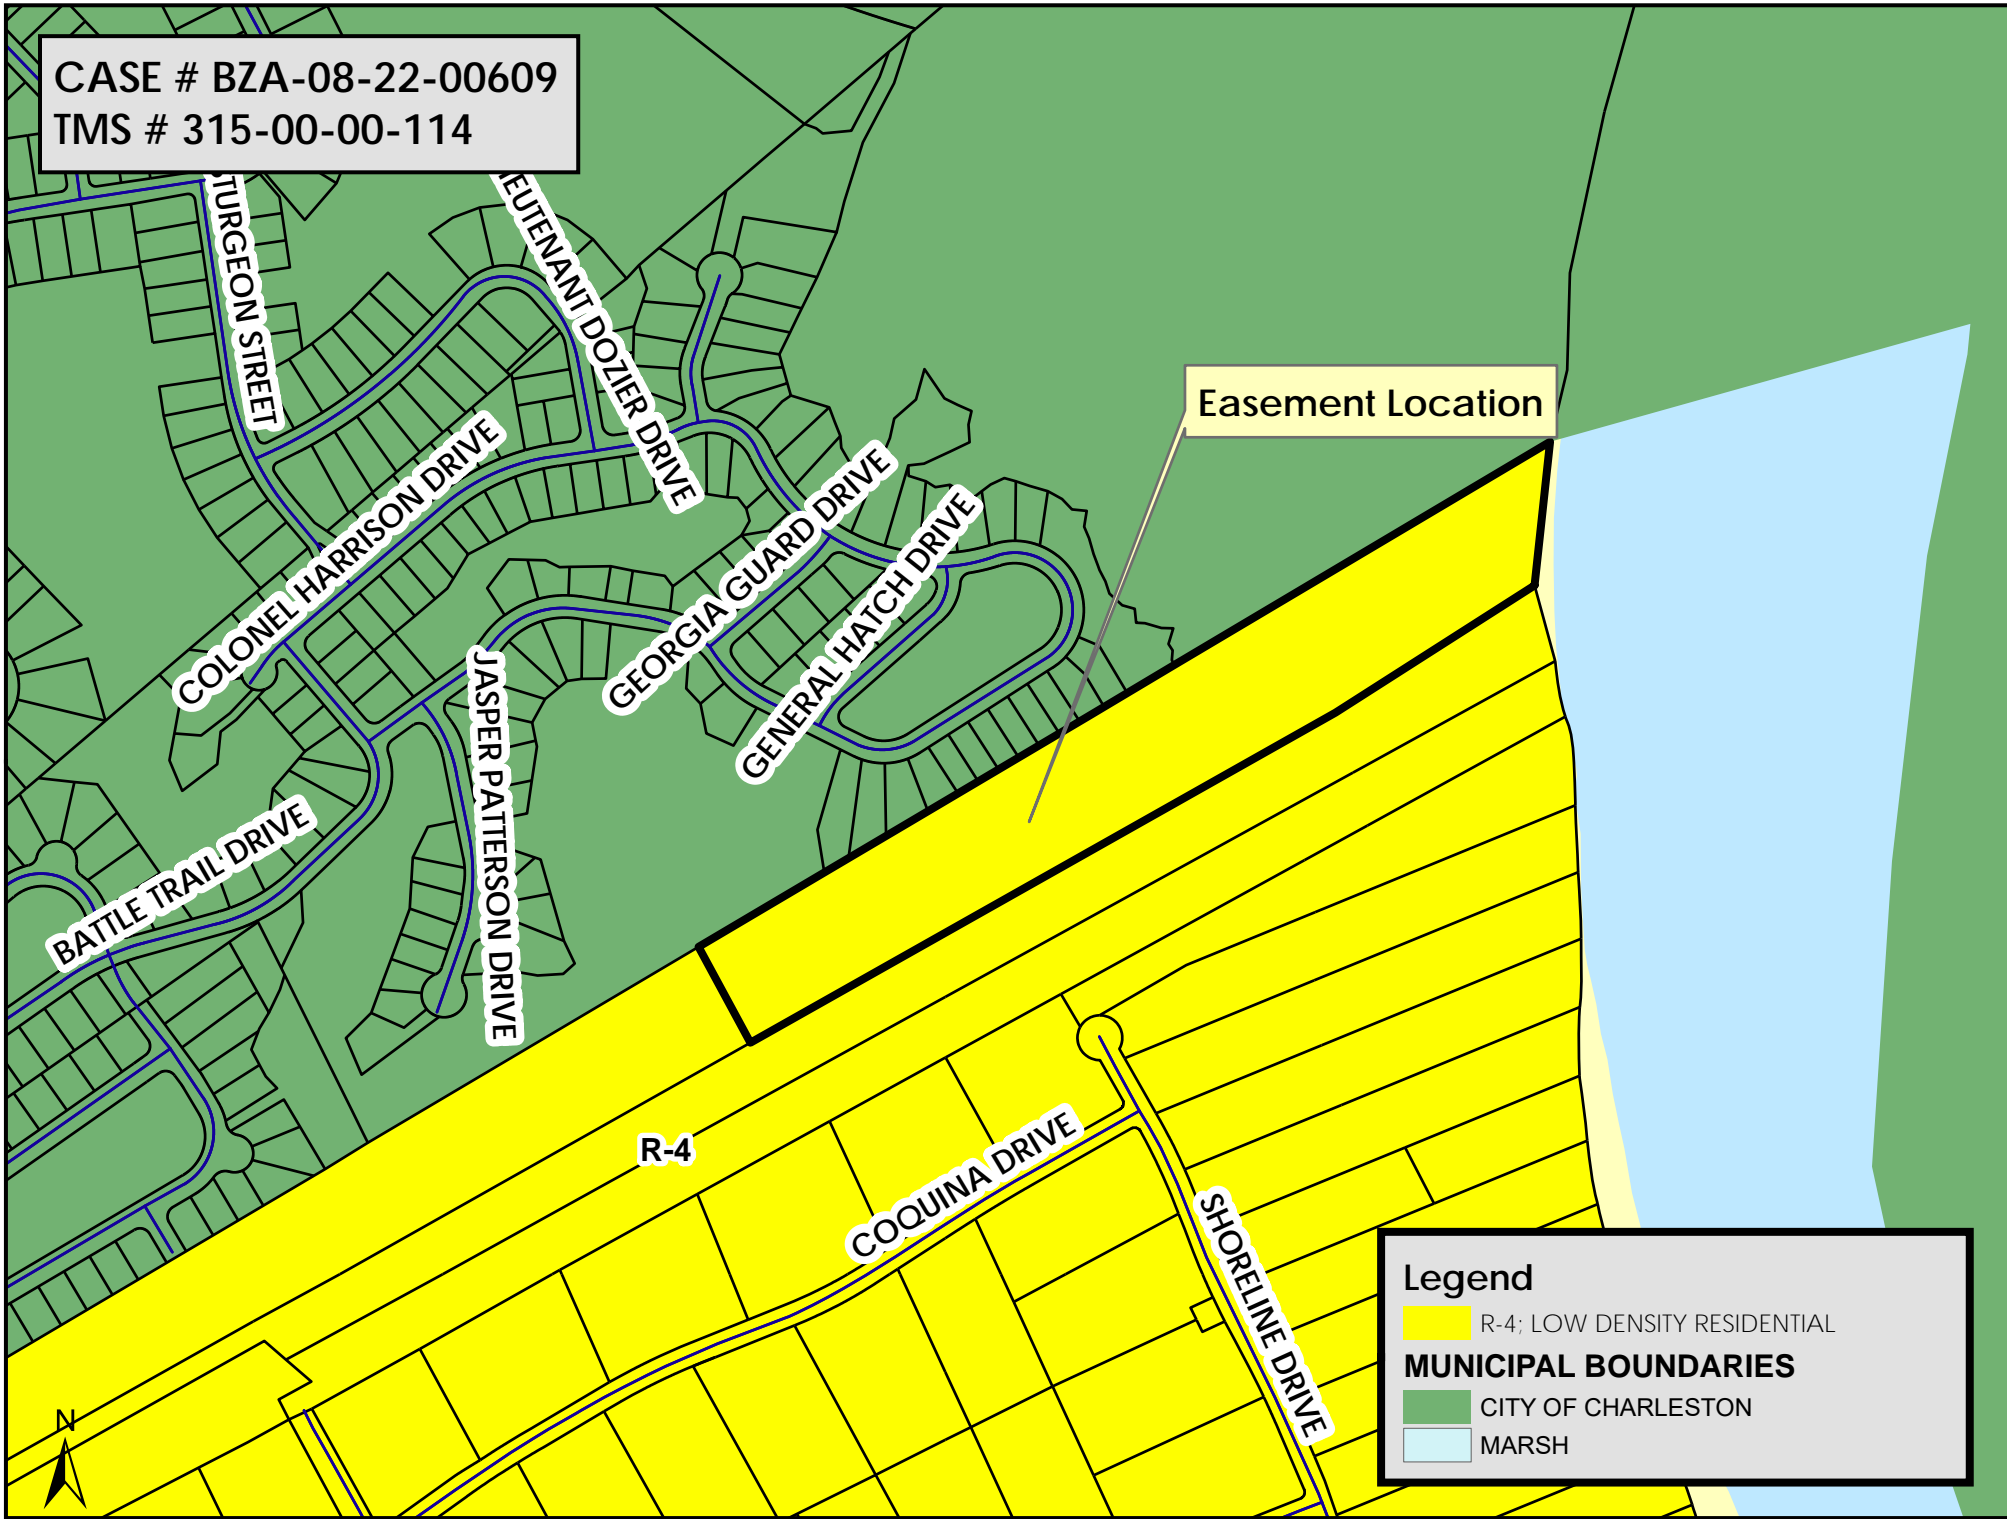 CASE # BZA-08-22-00609
TMS # 315-00-00-114
TURGEON STREET
EUTENANT DOZIER DRIVE
Easement Location
COLONEL HARRISON DRIVE
GEORGIA GUARD DRIVE
GENERAL HATCH DRIVE
JASPER PATTERSON DRIVE
BATTLE TRAIL DRIVE
R-4
COQUINA DRIVE
SHORELINE DRIVE
Legend
R-4; LOW DENSITY RESIDENTIAL
MUNICIPAL BOUNDARIES
CITY OF CHARLESTON
MARSH
N